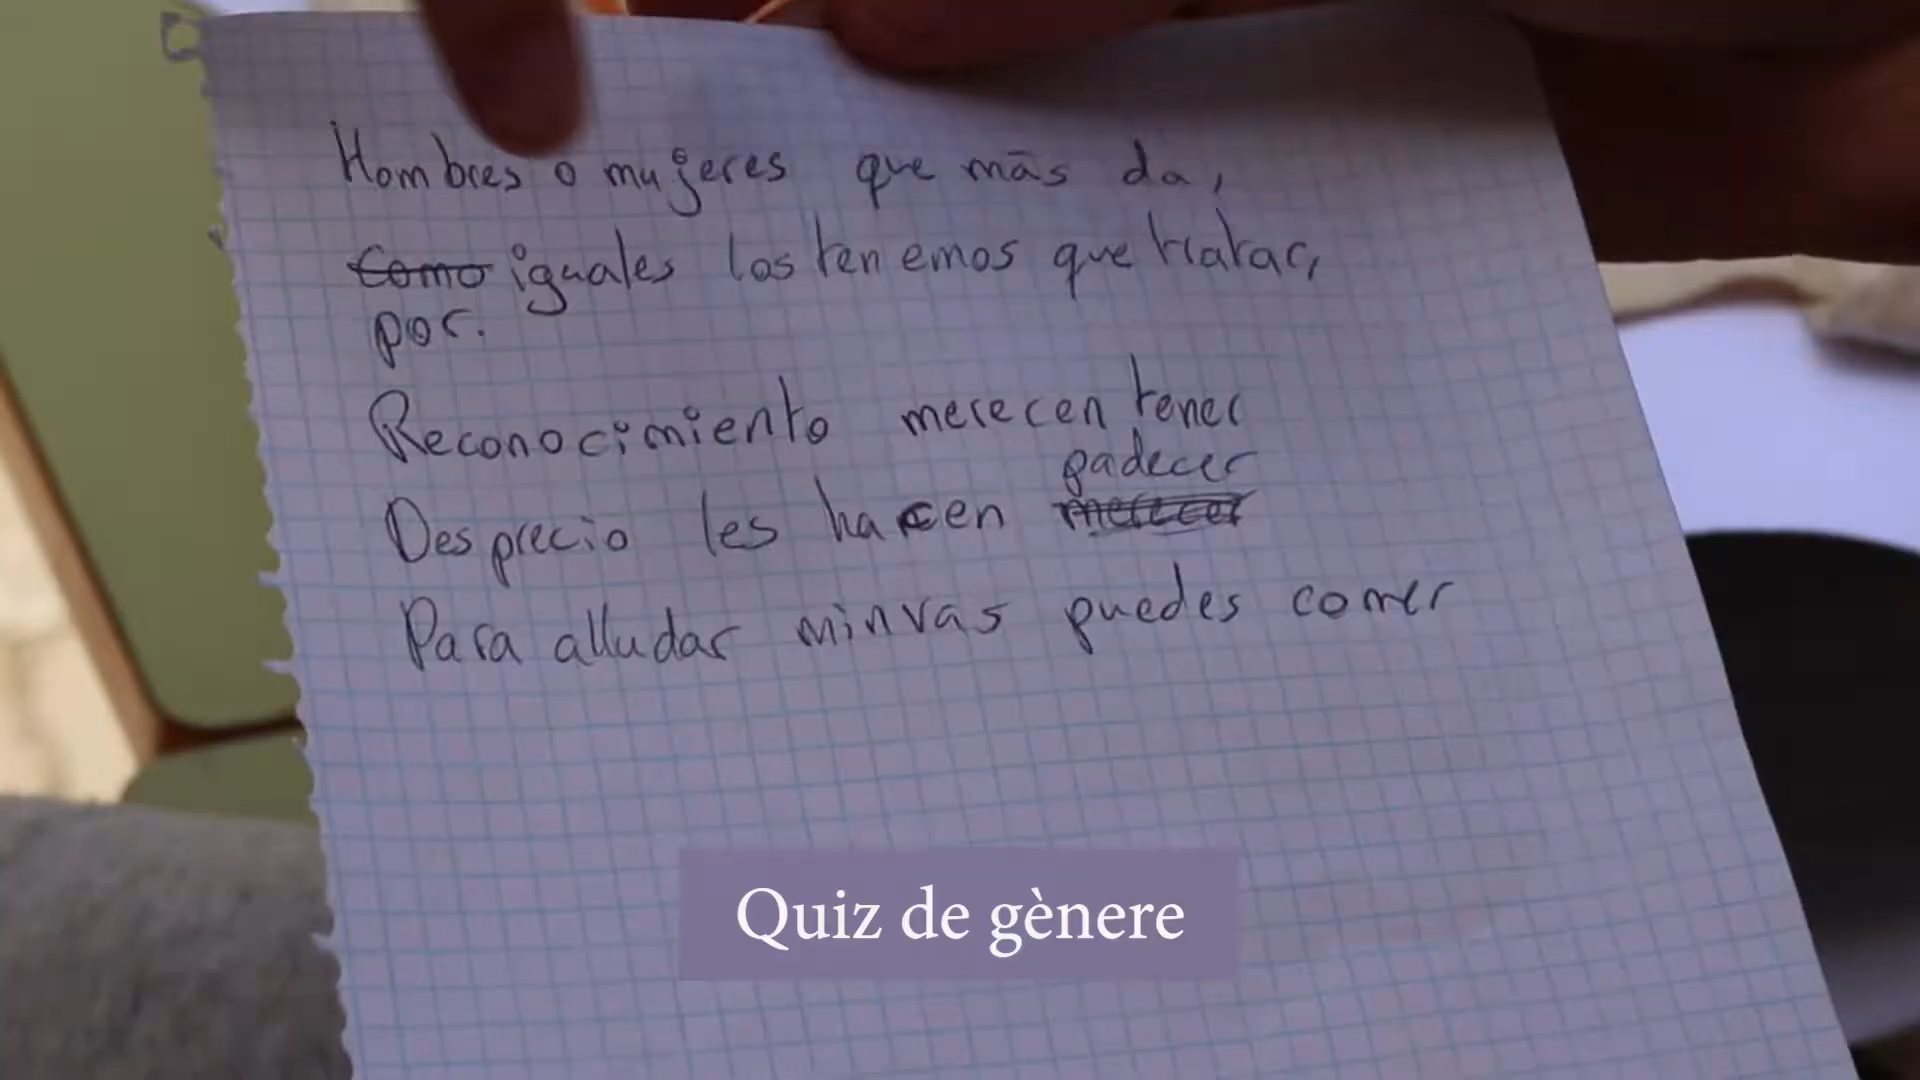 Hombres o mujeres que más da,
Como iguales los tenemos que tratar,
por.
Reconocimiento merecen tener
padecer
Desprecio les hacen merecer
Para alludar minvas puedes comer
Quiz de gènere